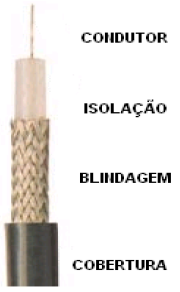 CONDUTOR
ISOLAÇÃO
BLINDAGEM
COBERTURA